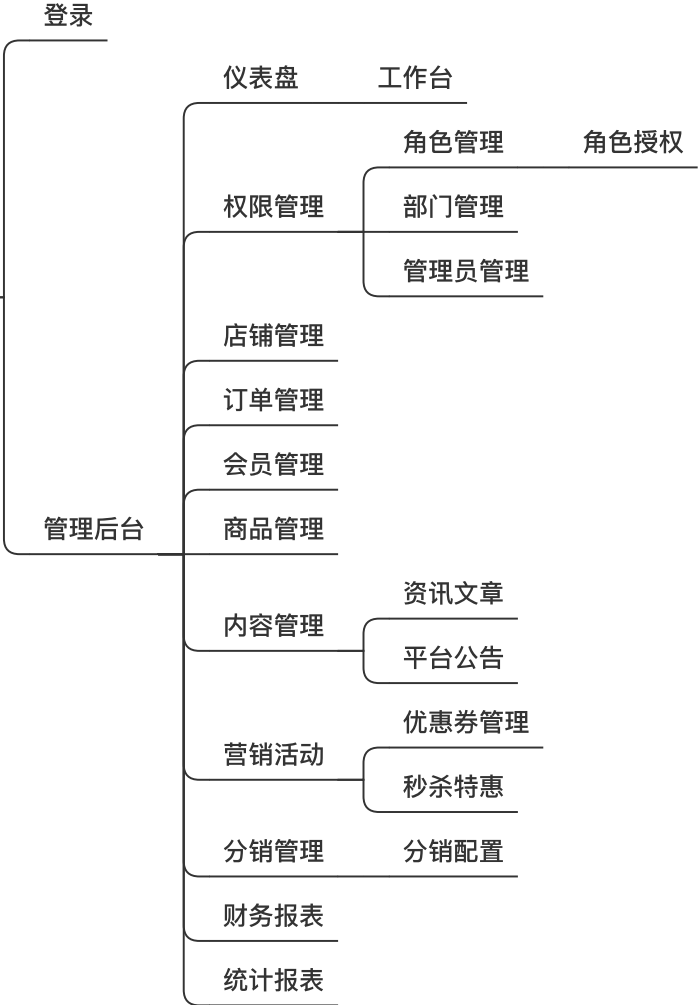 登录
仪表盘 工作台
角色管理 角色授权
权限管理 部门管理
管理员管理
店铺管理
订单管理
会员管理
管理后台 商品管理
资讯文章
内容管理
平台公告
优惠券管理
营销活动
秒杀特惠
分销管理 分销配置
财务报表
统计报表